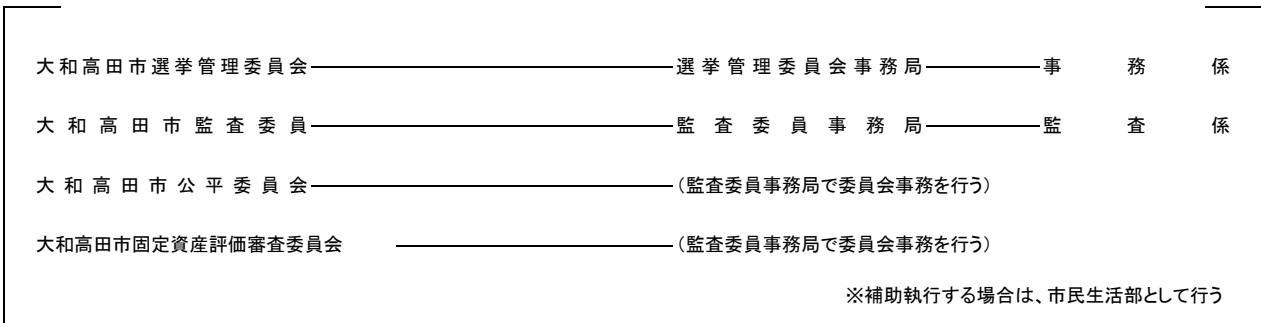 大和高田市選挙管理委員会 選挙管理委員会事務局 事務係
大和高田市監査委員 監査委員事務局 監査係
大和高田市公平委員会 (監査委員事務局で委員会事務を行う)
大和高田市固定資産評価審査委員会 (監査委員事務局で委員会事務を行う)
※補助執行する場合は、市民生活部として行う